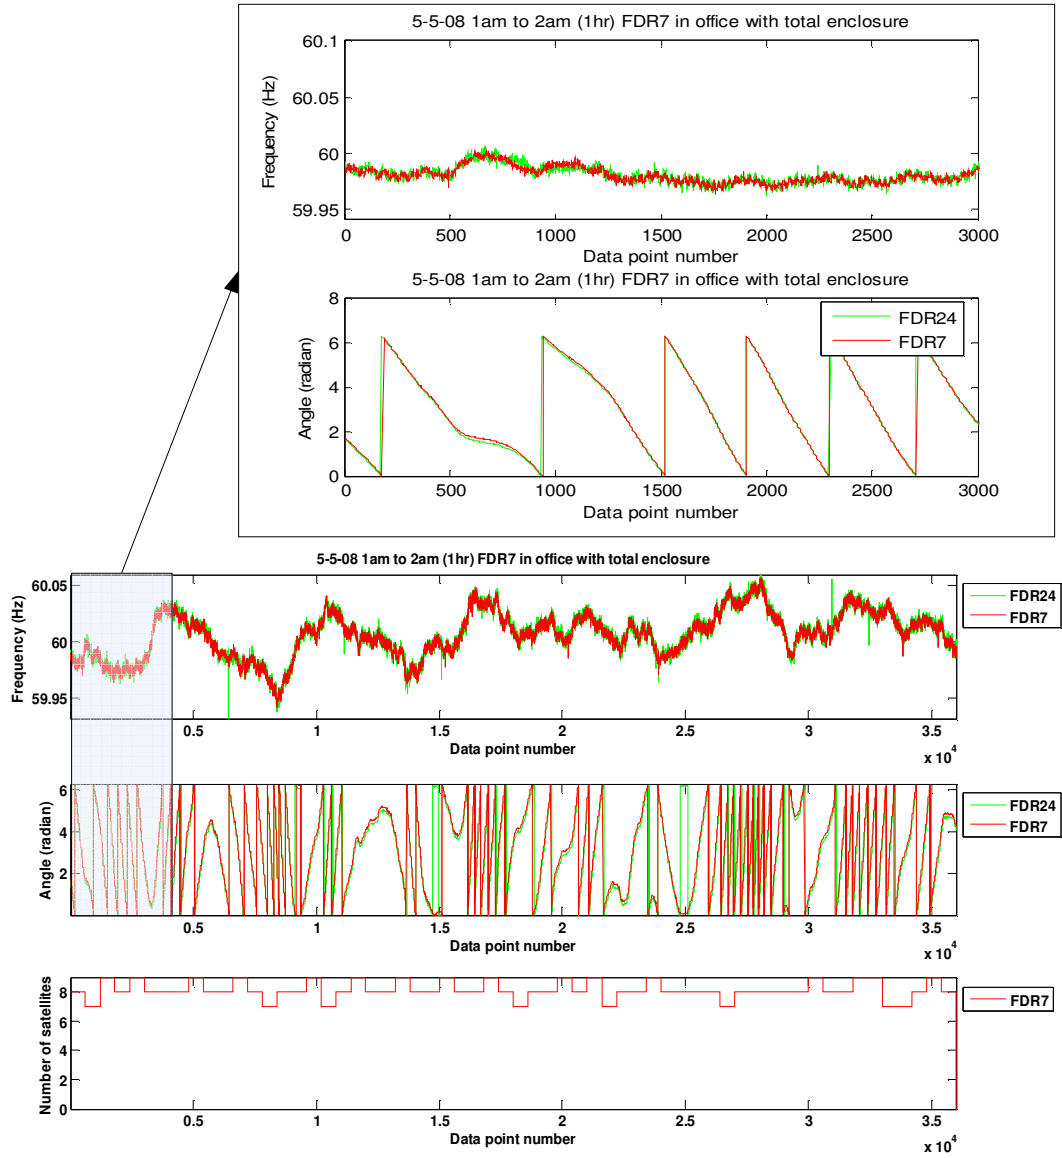 5-5-08 1am to 2am (1hr) FDR7 in office with total enclosure
60.1
60.05
60
59.95
Frequency (Hz)
0 500 1000 1500 2000 2500 3000
Data point number
5-5-08 1am to 2am (1hr) FDR7 in office with total enclosure
8
6
4
2
0
Angle (radian)
FDR24
FDR7
0 500 1000 1500 2000 2500 3000
Data point number
5-5-08 1am to 2am (1hr) FDR7 in office with total enclosure
60.05
60
59.95
Frequency (Hz)
FDR24
FDR7
0.5 1 1.5 2 2.5 3 3.5
Data point number
x 10^4
6
4
2
Angle (radian)
FDR24
FDR7
0.5 1 1.5 2 2.5 3 3.5
Data point number
x 10^4
8
6
4
2
0
Number of satellites
FDR7
0.5 1 1.5 2 2.5 3 3.5
Data point number
x 10^4